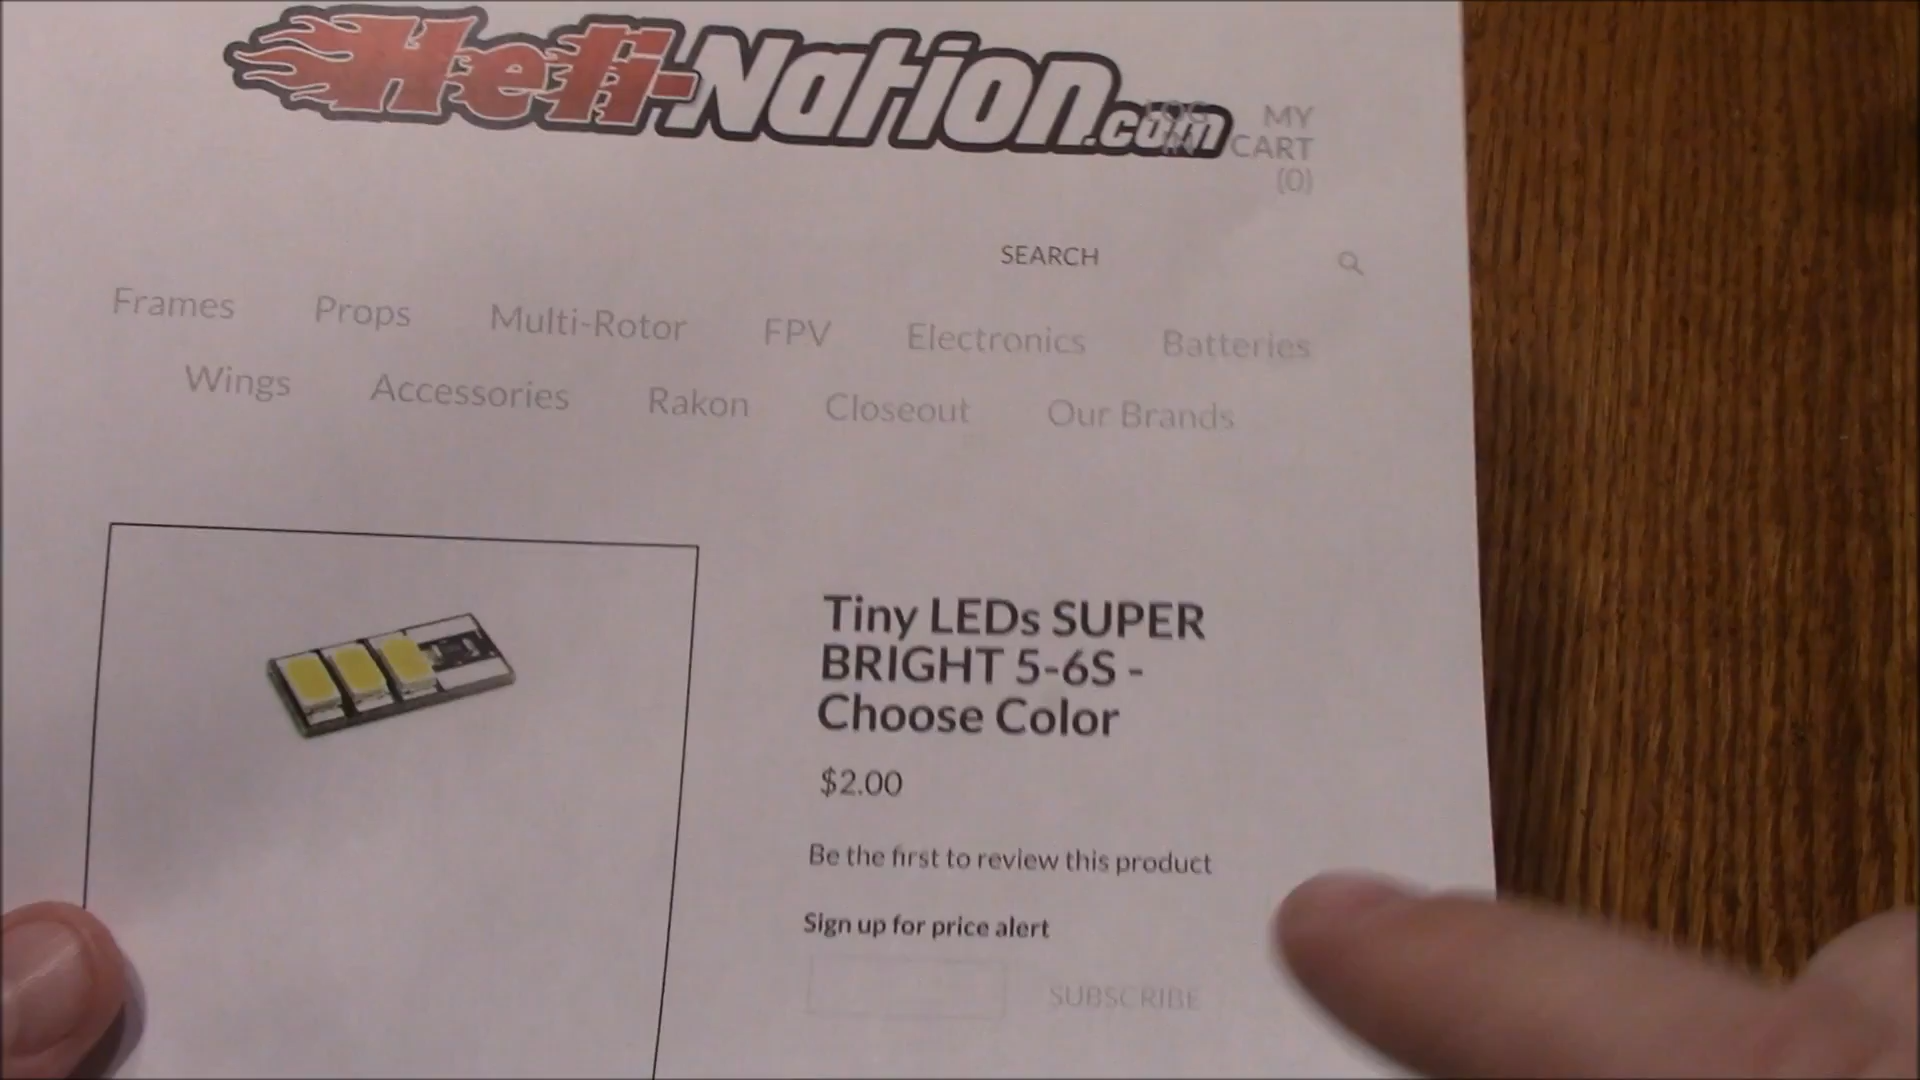 Heli-Nation.com
LOG IN
MY CART (0)
SEARCH
Frames Props Multi-Rotor FPV Electronics Batteries
Wings Accessories Rakon Closeout Our Brands
Tiny LEDs SUPER
BRIGHT 5-6S -
Choose Color
$2.00
Be the first to review this product
Sign up for price alert
SUBSCRIBE